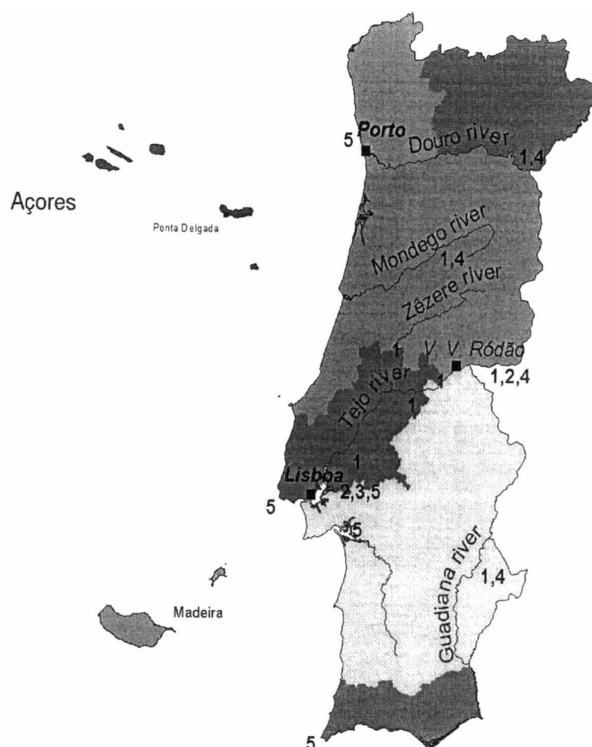 5 Porto
Douro river
1,4
Açores
Ponta Delgada
Mondego river
1,4
Zêzere river
1
V. V. Ródão
1,2,4
1
Tejo river
1
1
Lisboa
2,3,5
5
5
Guadiana river
1,4
Madeira
5